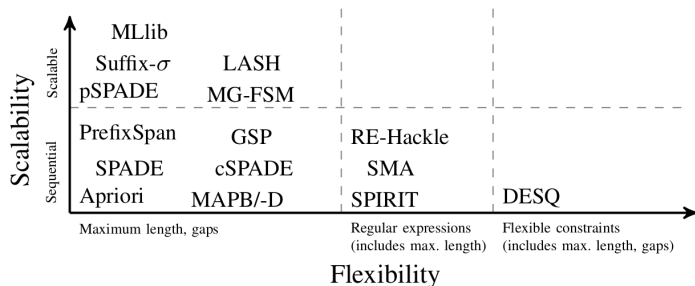 MLlib
Suffix-σ LASH
pSPADE MG-FSM
PrefixSpan GSP RE-Hackle
SPADE cSPADE SMA
Apriori MAPB/-D SPIRIT DESQ
Scalability
Scalable
Sequential
Maximum length, gaps
Regular expressions
(includes max. length)
Flexible constraints
(includes max. length, gaps)
Flexibility